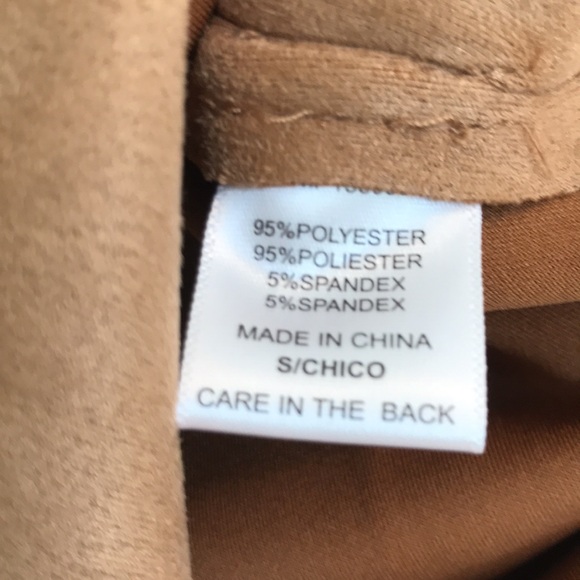 95%POLYESTER
95%POLIESTER
5%SPANDEX
5%SPANDEX
MADE IN CHINA
S/CHICO
CARE IN THE BACK